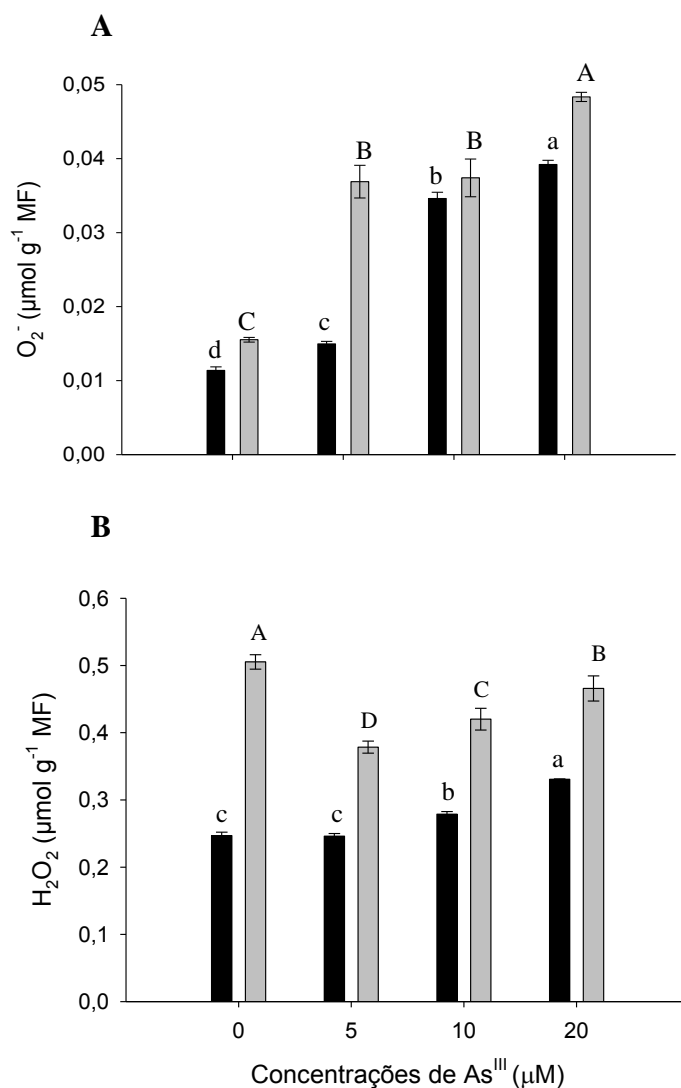 A
O₂⁻ (µmol g⁻¹ MF)
0,05
0,04
0,03
0,02
0,01
0,00
d C c B b B a A
B
H₂O₂ (µmol g⁻¹ MF)
0,6
0,5
0,4
0,3
0,2
0,1
0,0
c A c D b C a B
0 5 10 20
Concentrações de Asᴵᴵᴵ (µM)